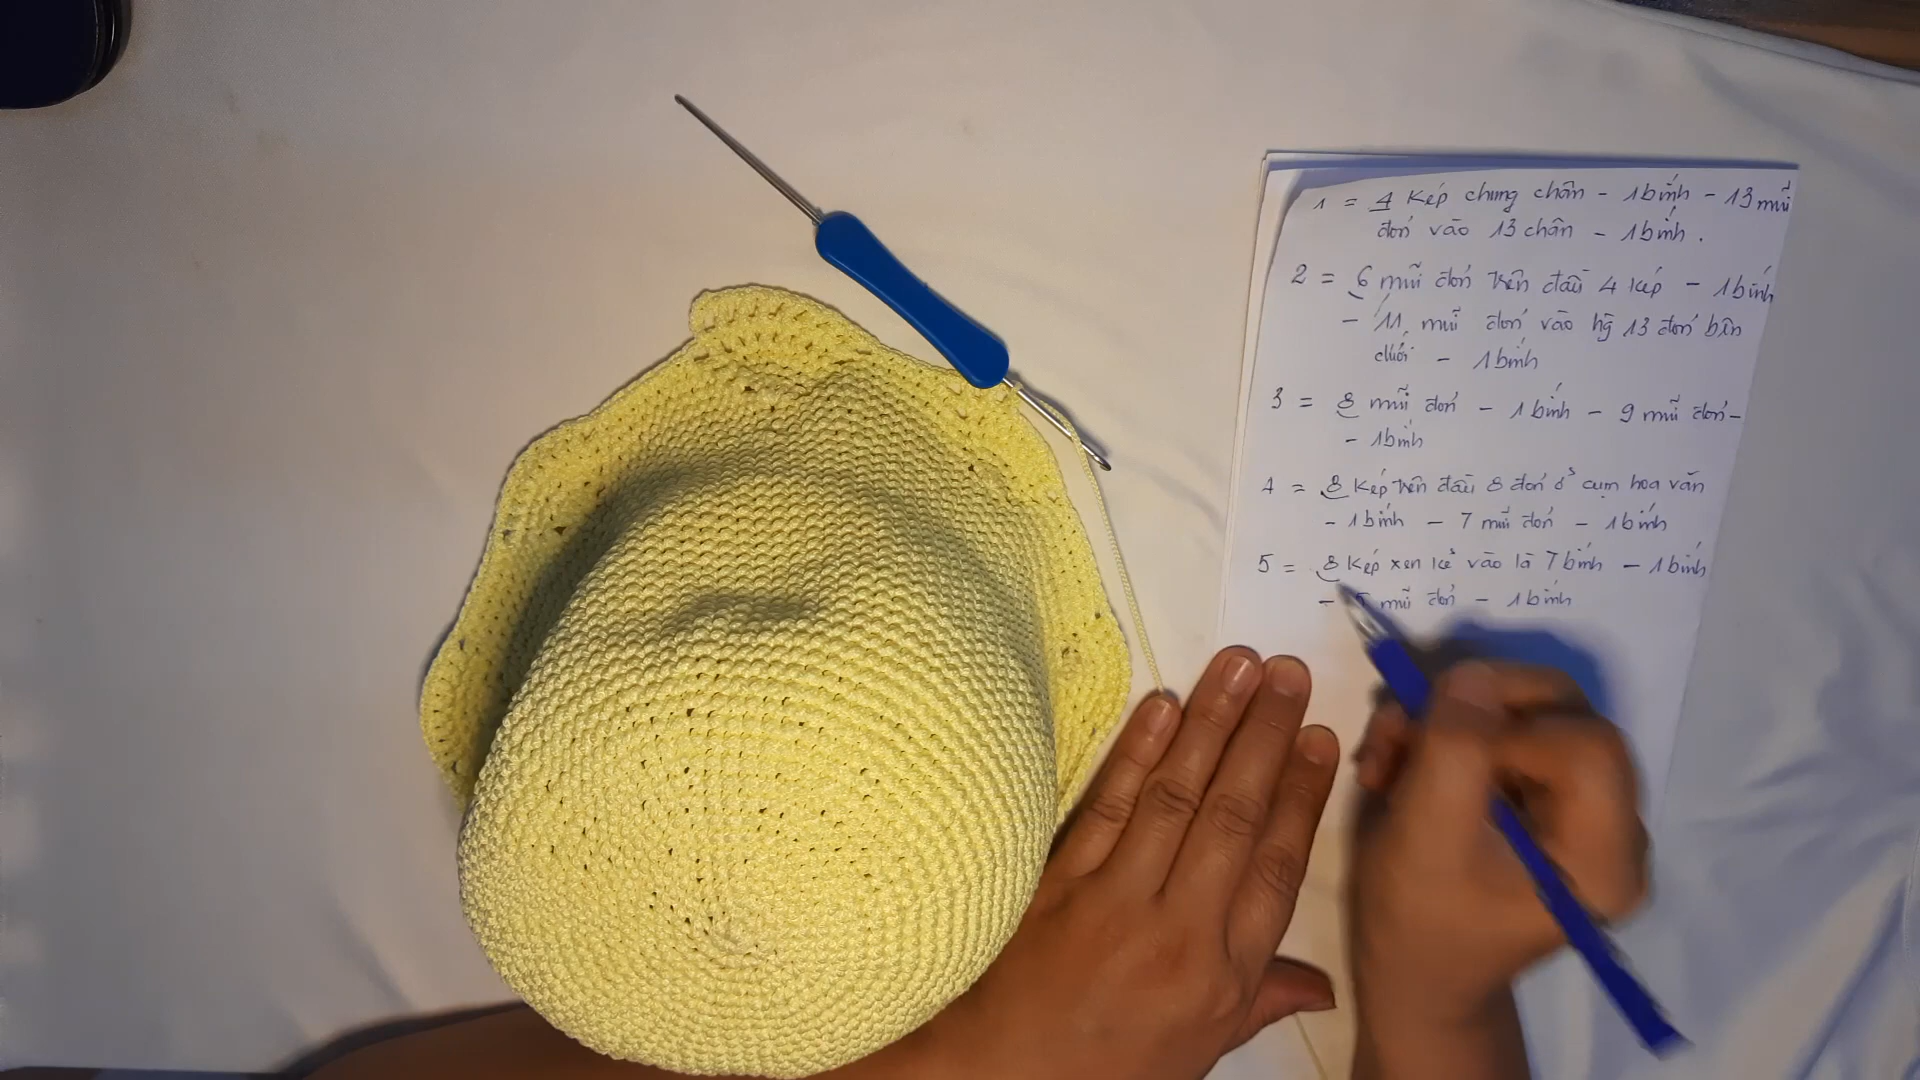 1 = 4 kép chung chân - 1 bính - 13 mũi
đơn vào 13 chân - 1 bính.
2 = 6 mũi đơn trên đầu 4 kép - 1 bính
- 11 mũi đơn vào hg 13 đơn bên
dưới - 1 bính
3 = 8 mũi đơn - 1 bính - 9 mũi đơn -
- 1 bính
4 = 8 kép trên đầu 8 đơn ở cụm hoa văn
- 1 bính - 7 mũi đơn - 1 bính
5 = 8 kép xen kẻ vào là 7 bính - 1 bính
- mũi đơn - 1 bính